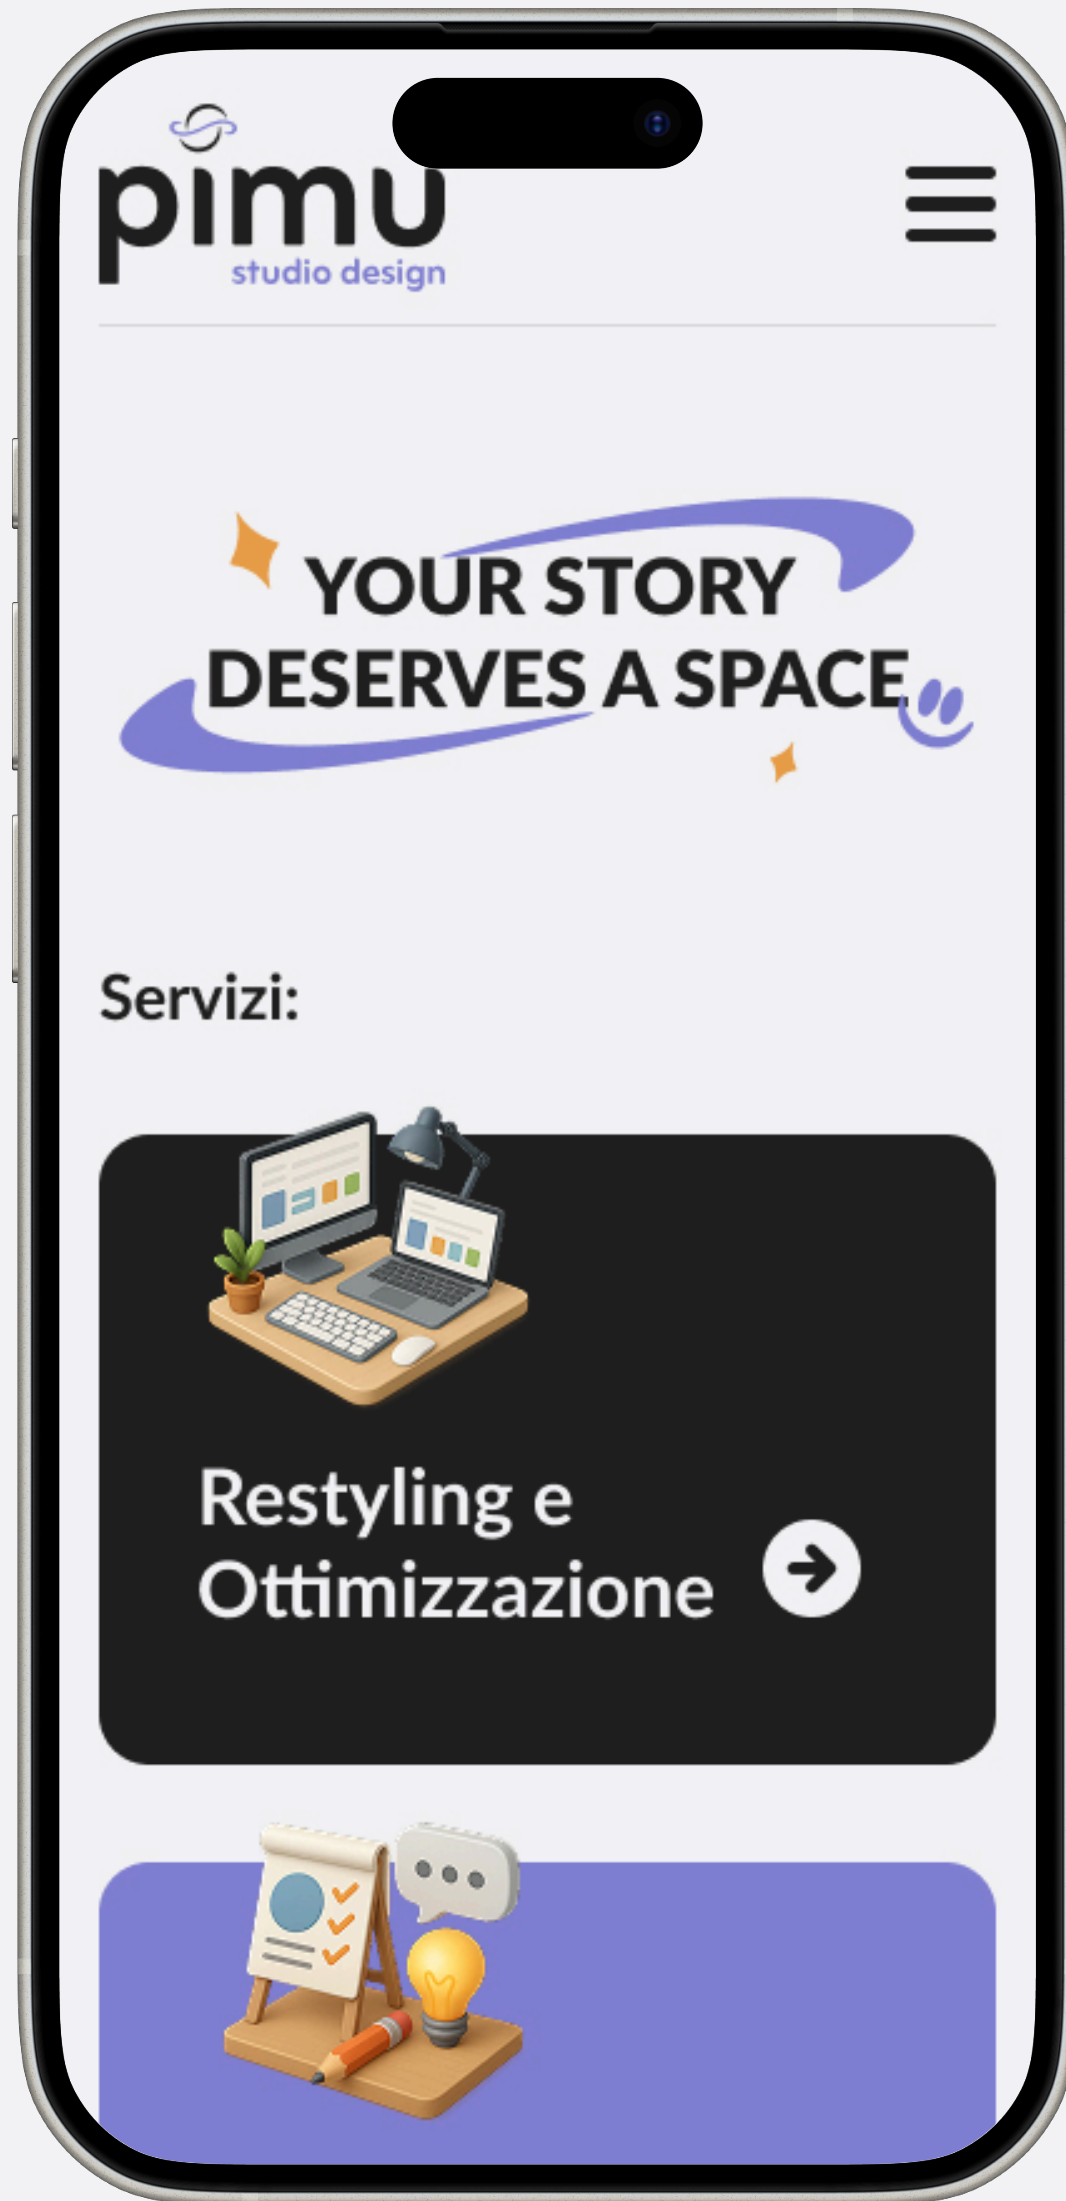 pimu
studio design
YOUR STORY
DESERVES A SPACE
Servizi:
Restyling e
Ottimizzazione